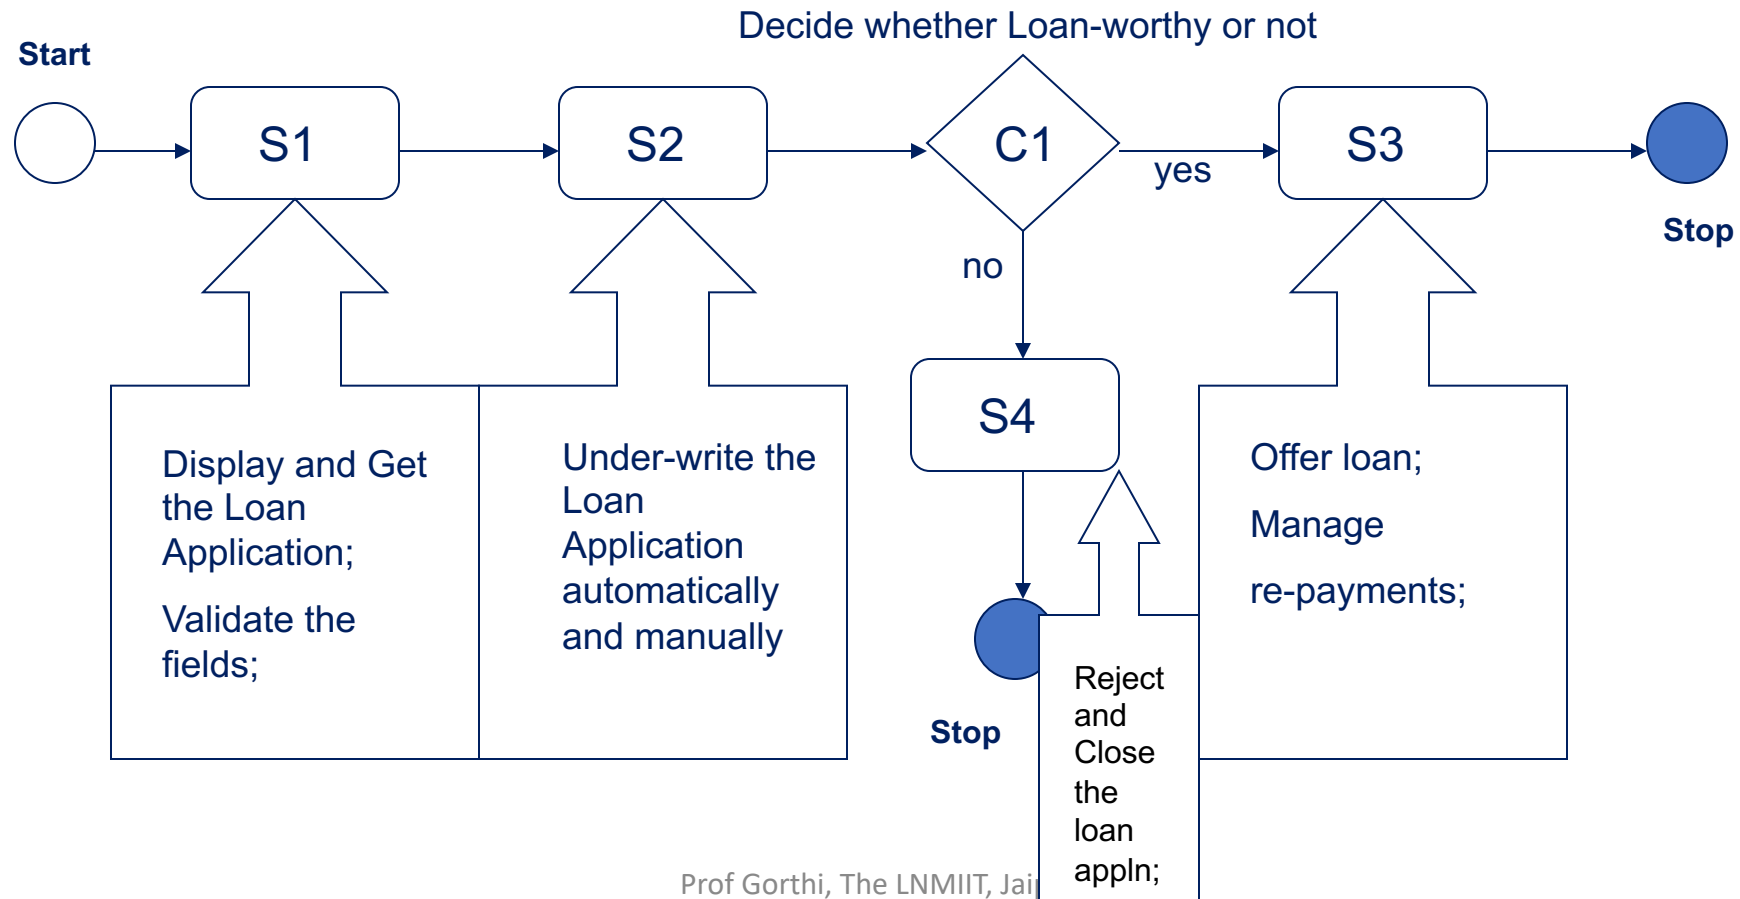 Decide whether Loan-worthy or not
Start
S1
S2
C1
yes
S3
Stop
no
S4
Display and Get
the Loan
Application;
Validate the
fields;
Under-write the
Loan
Application
automatically
and manually
Offer loan;
Manage
re-payments;
Stop
Reject
and
Close
the
loan
appln;
Prof Gorthi, The LNMIIT,